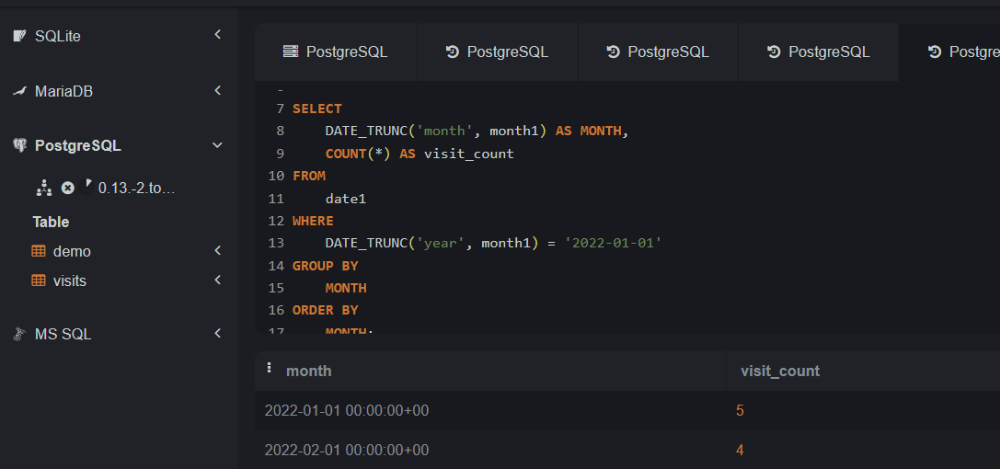 SQLite
MariaDB
PostgreSQL
0.13.-2.to...
Table
demo
visits
MS SQL
PostgreSQL PostgreSQL PostgreSQL PostgreSQL Postgre
7 SELECT
8 DATE_TRUNC('month', month1) AS MONTH,
9 COUNT(*) AS visit_count
10 FROM
11 date1
12 WHERE
13 DATE_TRUNC('year', month1) = '2022-01-01'
14 GROUP BY
15 MONTH
16 ORDER BY
17 MONTH;
month visit_count
2022-01-01 00:00:00+00 5
2022-02-01 00:00:00+00 4